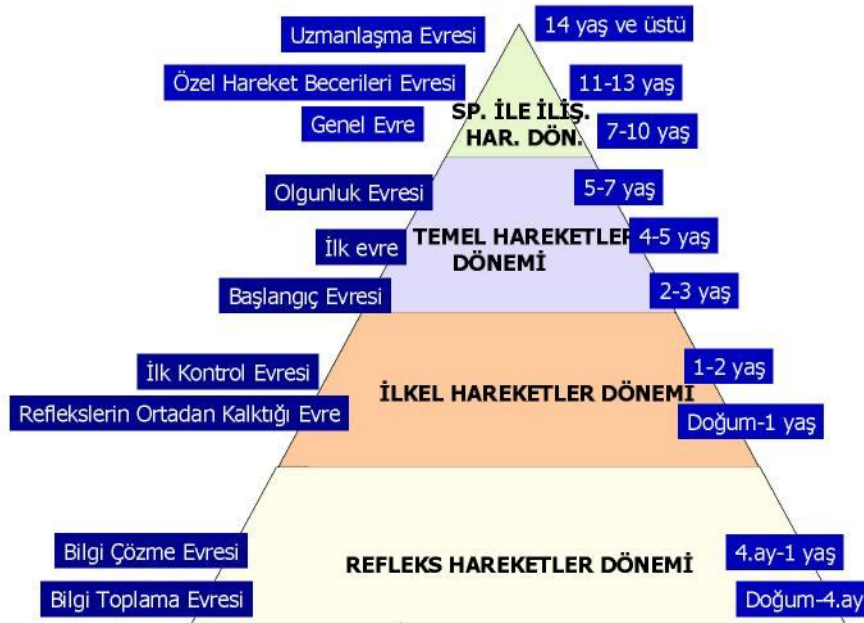 Uzmanlaşma Evresi
14 yaş ve üstü
Özel Hareket Becerileri Evresi
11-13 yaş
SP. İLE İLİŞ.
HAR. DÖN.
Genel Evre
7-10 yaş
Olgunluk Evresi
5-7 yaş
TEMEL HAREKETLER
DÖNEMİ
İlk evre
4-5 yaş
Başlangıç Evresi
2-3 yaş
İlk Kontrol Evresi
1-2 yaş
İLKEL HAREKETLER DÖNEMİ
Reflekslerin Ortadan Kalktığı Evre
Doğum-1 yaş
Bilgi Çözme Evresi
4.ay-1 yaş
REFLEKS HAREKETLER DÖNEMİ
Bilgi Toplama Evresi
Doğum-4.ay